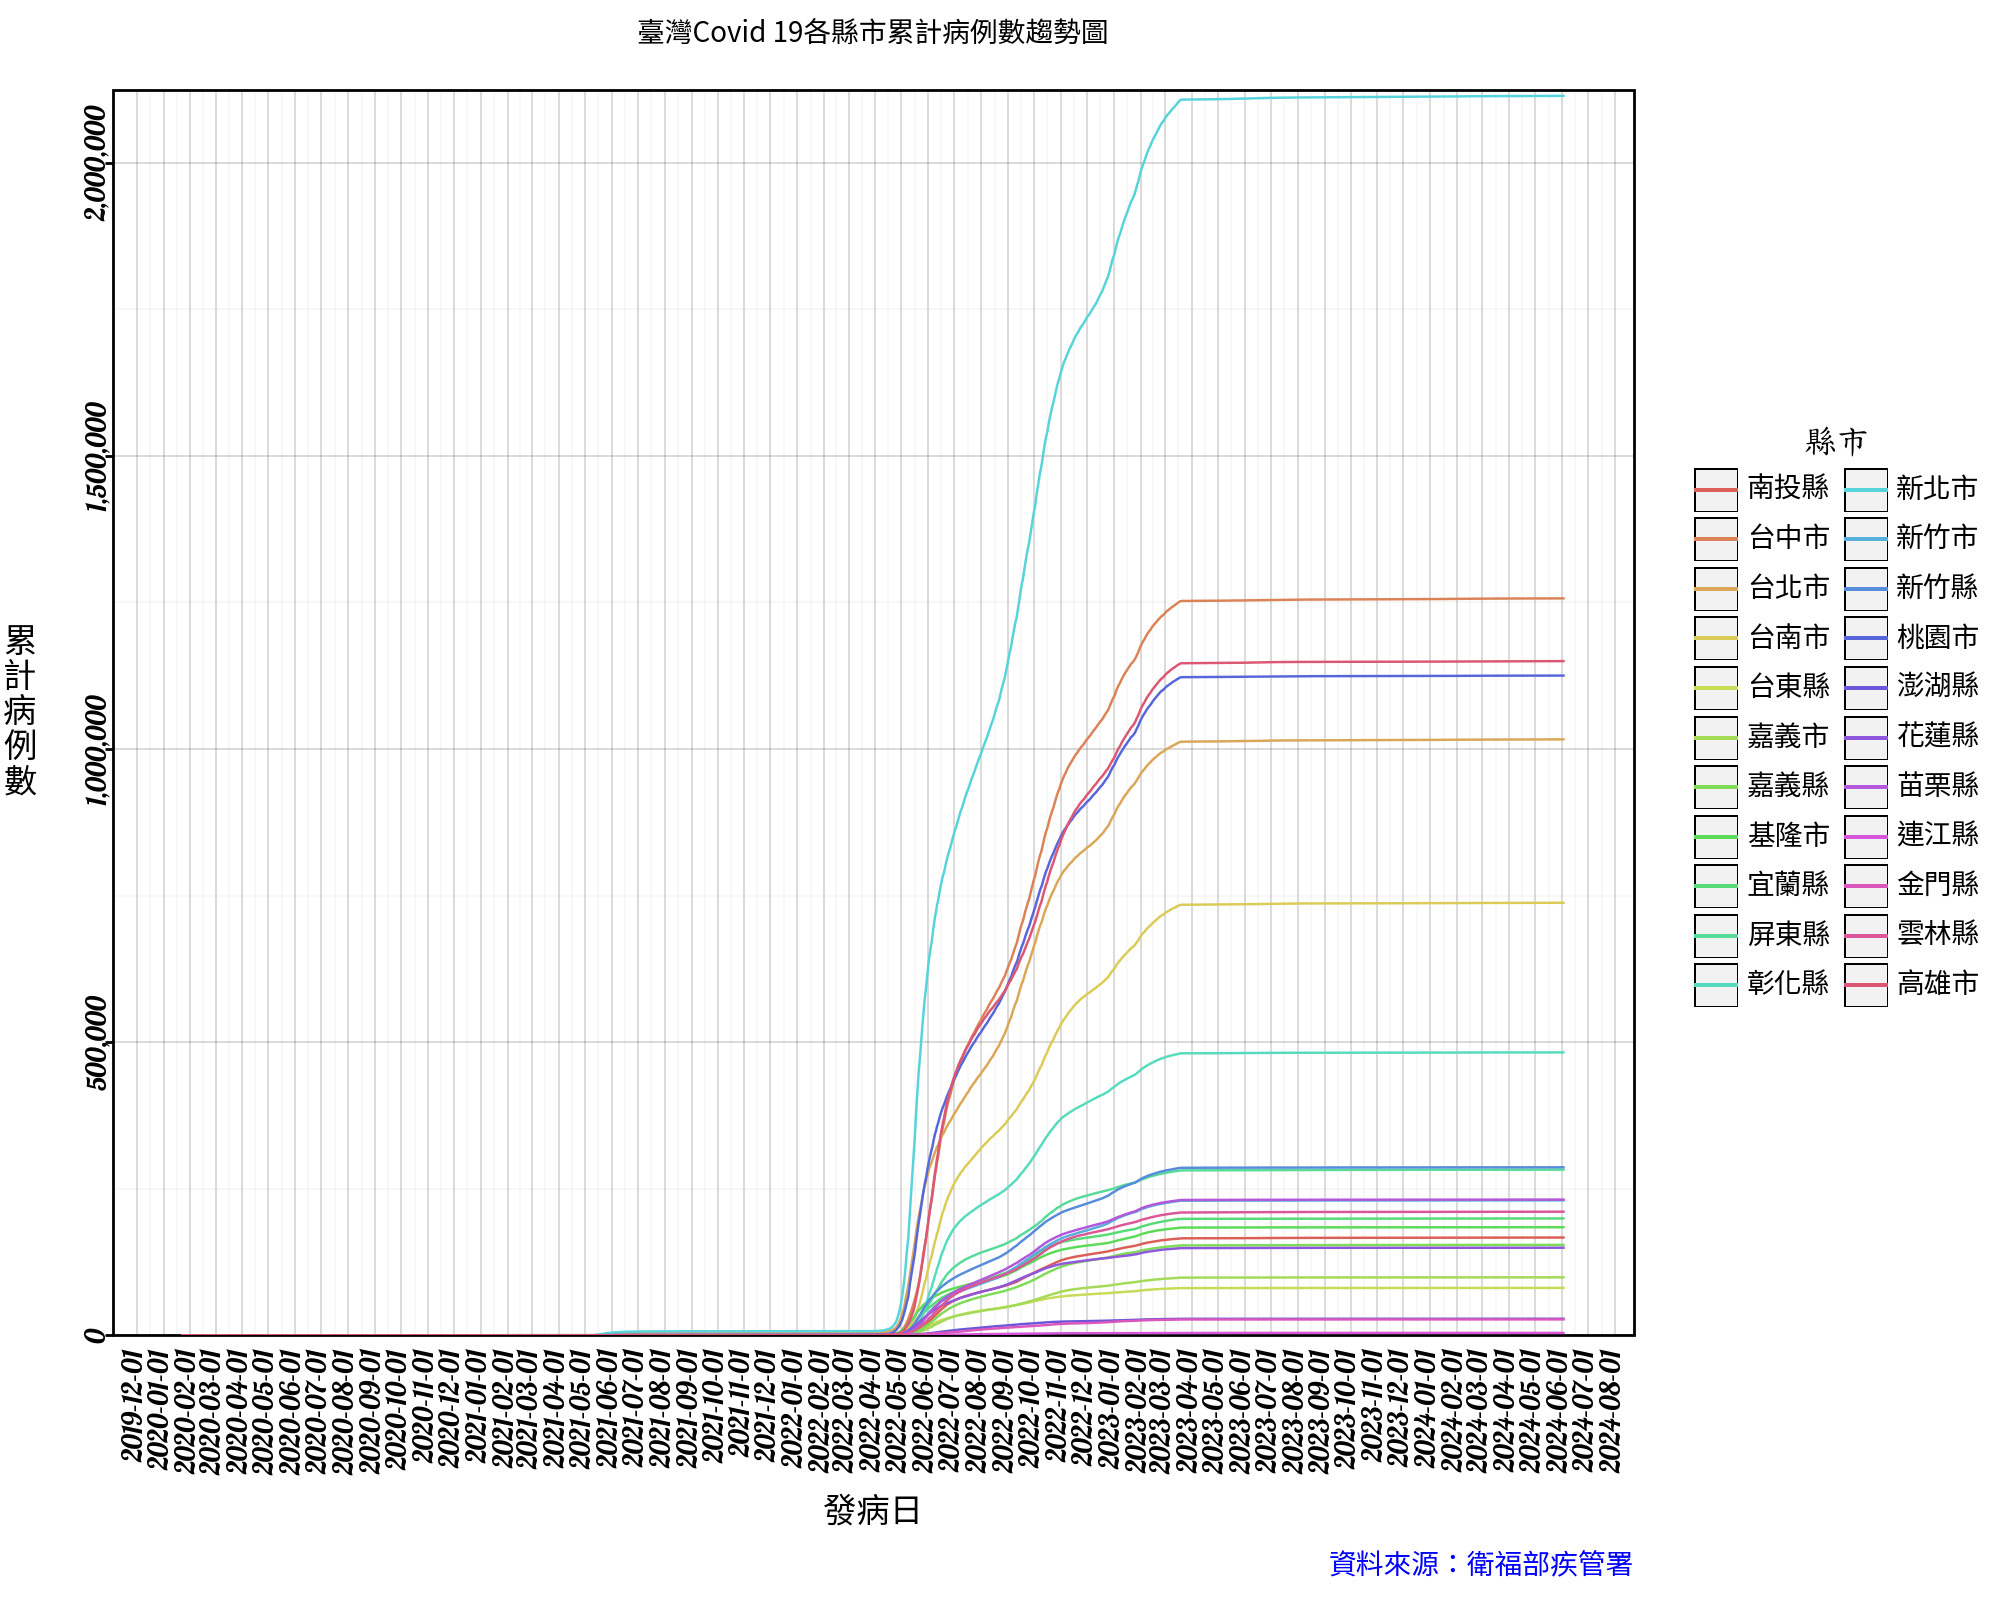 臺灣Covid 19各縣市累計病例數趨勢圖
累計病例數
2,000,000
1,500,000
1,000,000
500,000
0
2019-12-01
2020-01-01
2020-02-01
2020-03-01
2020-04-01
2020-05-01
2020-06-01
2020-07-01
2020-08-01
2020-09-01
2020-10-01
2020-11-01
2020-12-01
2021-01-01
2021-02-01
2021-03-01
2021-04-01
2021-05-01
2021-06-01
2021-07-01
2021-08-01
2021-09-01
2021-10-01
2021-11-01
2021-12-01
2022-01-01
2022-02-01
2022-03-01
2022-04-01
2022-05-01
2022-06-01
2022-07-01
2022-08-01
2022-09-01
2022-10-01
2022-11-01
2022-12-01
2023-01-01
2023-02-01
2023-03-01
2023-04-01
2023-05-01
2023-06-01
2023-07-01
2023-08-01
2023-09-01
2023-10-01
2023-11-01
2023-12-01
2024-01-01
2024-02-01
2024-03-01
2024-04-01
2024-05-01
2024-06-01
2024-07-01
2024-08-01
發病日
縣市
南投縣
台中市
台北市
台南市
台東縣
嘉義市
嘉義縣
基隆市
宜蘭縣
屏東縣
彰化縣
新北市
新竹市
新竹縣
桃園市
澎湖縣
花蓮縣
苗栗縣
連江縣
金門縣
雲林縣
高雄市
資料來源：衛福部疾管署